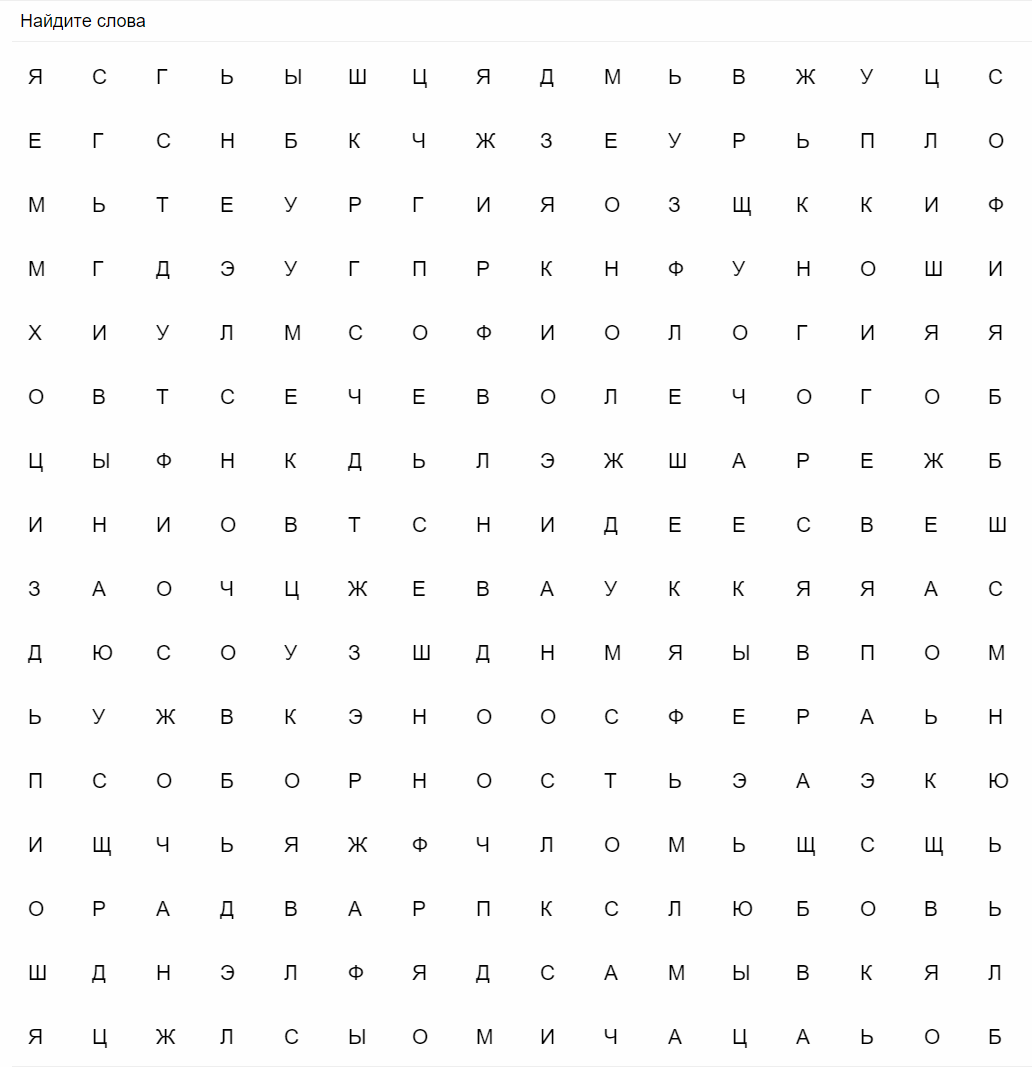 Найдите слова
Я С Г Ь Ы Ш Ц Я Д М Ь В Ж У Ц С
Е Г С Н Б К Ч Ж З Е У Р Ь П Л О
М Ь Т Е У Р Г И Я О З Щ К К И Ф
М Г Д Э У Г П Р К Н Ф У Н О Ш И
Х И У Л М С О Ф И О Л О Г И Я Я
О В Т С Е Ч Е В О Л Е Ч О Г О Б
Ц Ы Ф Н К Д Ь Л Э Ж Ш А Р Е Ж Б
И Н И О В Т С Н И Д Е Е С В Е Ш
З А О Ч Ц Ж Е В А У К К Я Я А С
Д Ю С О У З Ш Д Н М Я Ы В П О М
Ь У Ж В К Э Н О О С Ф Е Р А Ь Н
П С О Б О Р Н О С Т Ь Э А Э К Ю
И Щ Ч Ь Я Ж Ф Ч Л О М Ь Щ С Щ Ь
О Р А Д В А Р П К С Л Ю Б О В Ь
Ш Д Н Э Л Ф Я Д С А М Ы В К Я Л
Я Ц Ж Л С Ы О М И Ч А Ц А Ь О Б